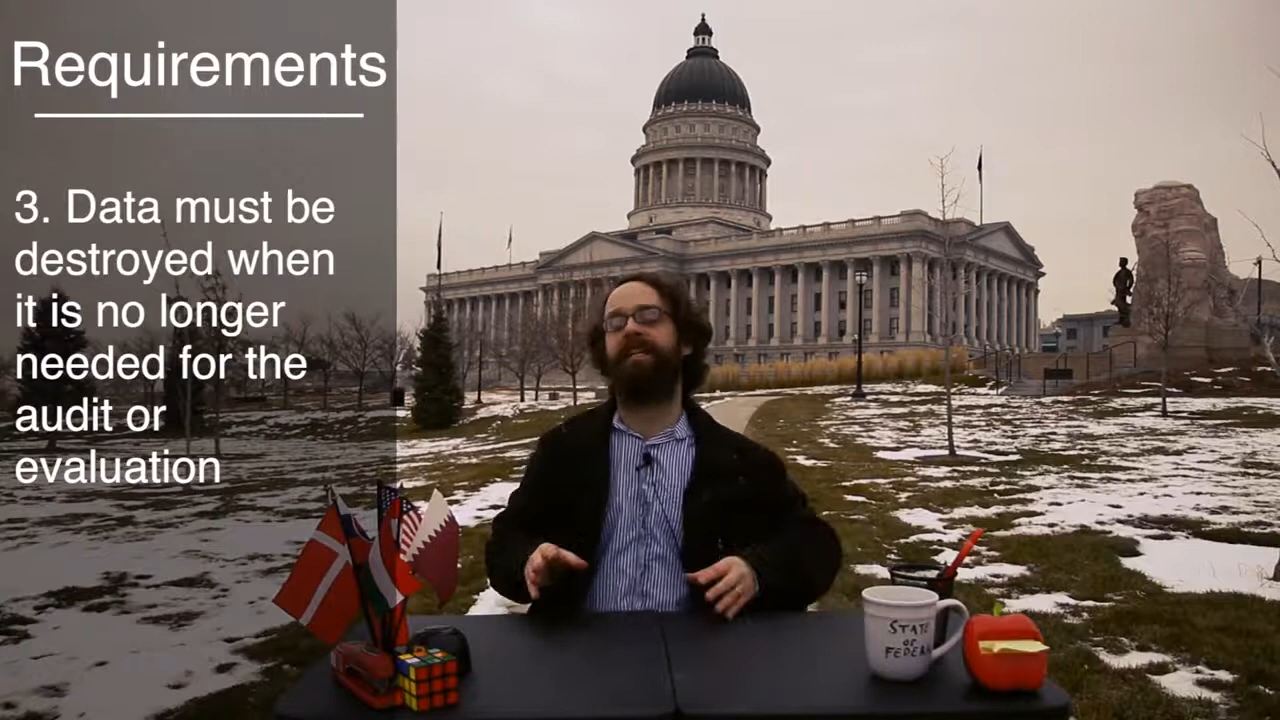 Requirements
3. Data must be
destroyed when
it is no longer
needed for the
audit or
evaluation
STATE
OF